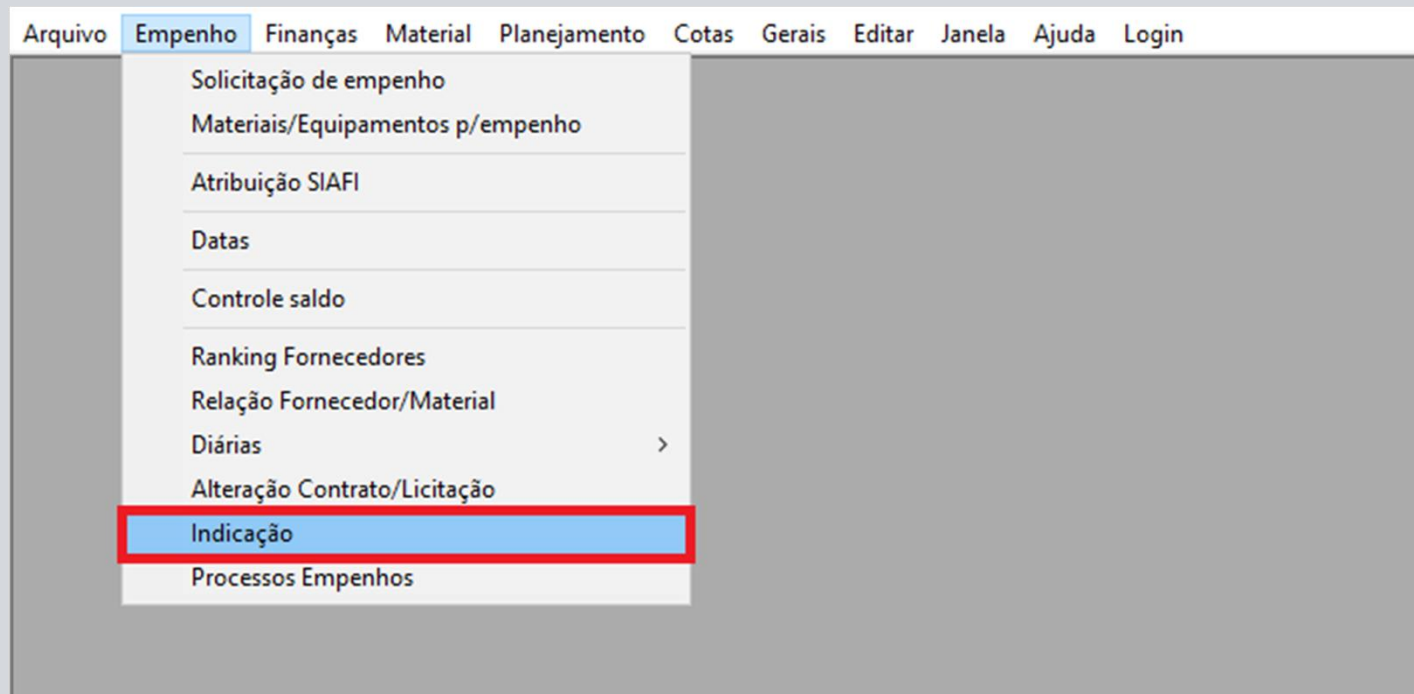 Arquivo Empenho Finanças Material Planejamento Cotas Gerais Editar Janela Ajuda Login
Solicitação de empenho
Materiais/Equipamentos p/empenho
Atribuição SIAFI
Datas
Controle saldo
Ranking Fornecedores
Relação Fornecedor/Material
Diárias
Alteração Contrato/Licitação
Indicação
Processos Empenhos